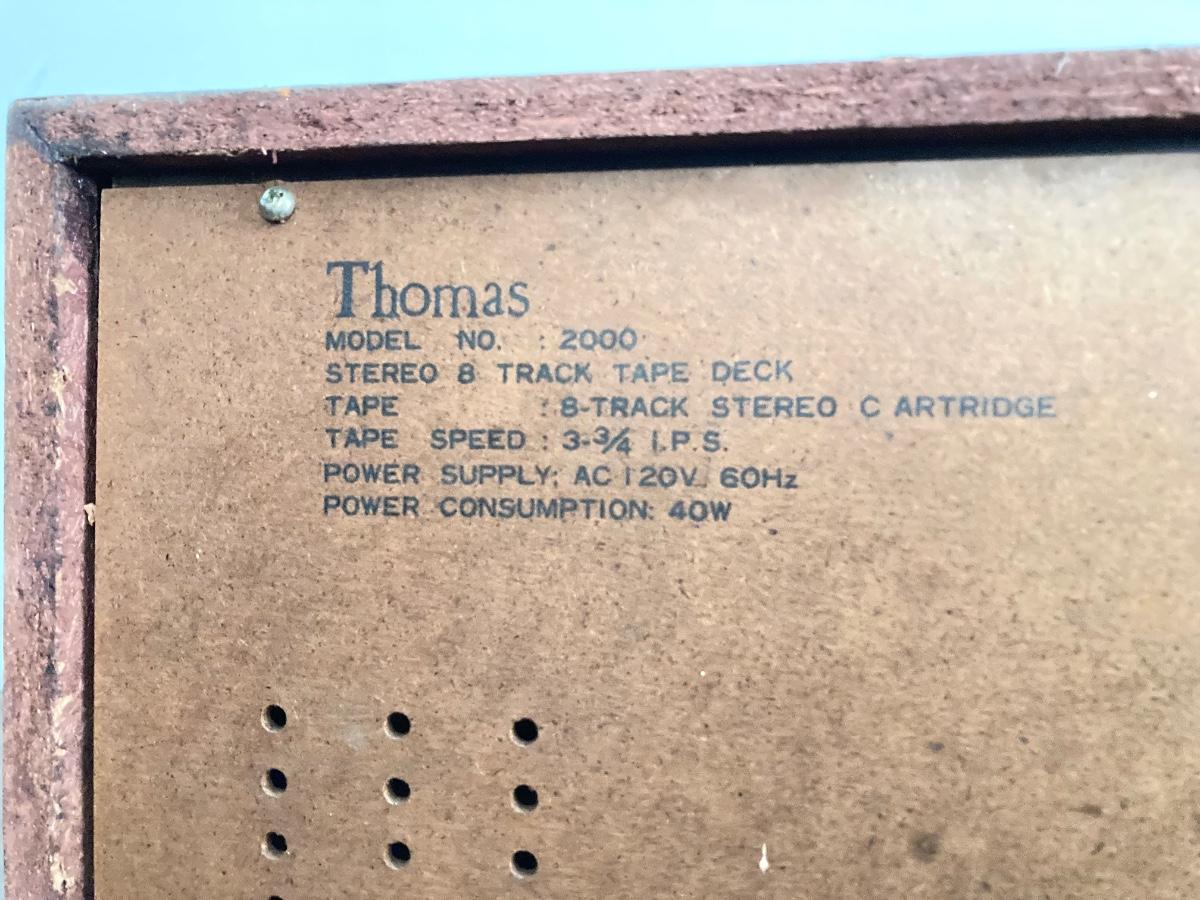 Thomas
MODEL NO. : 2000
STEREO 8 TRACK TAPE DECK
TAPE : 8-TRACK STEREO C ARTRIDGE
TAPE SPEED : 3-3/4 I.P.S.
POWER SUPPLY: AC 120V. 60Hz
POWER CONSUMPTION: 40W